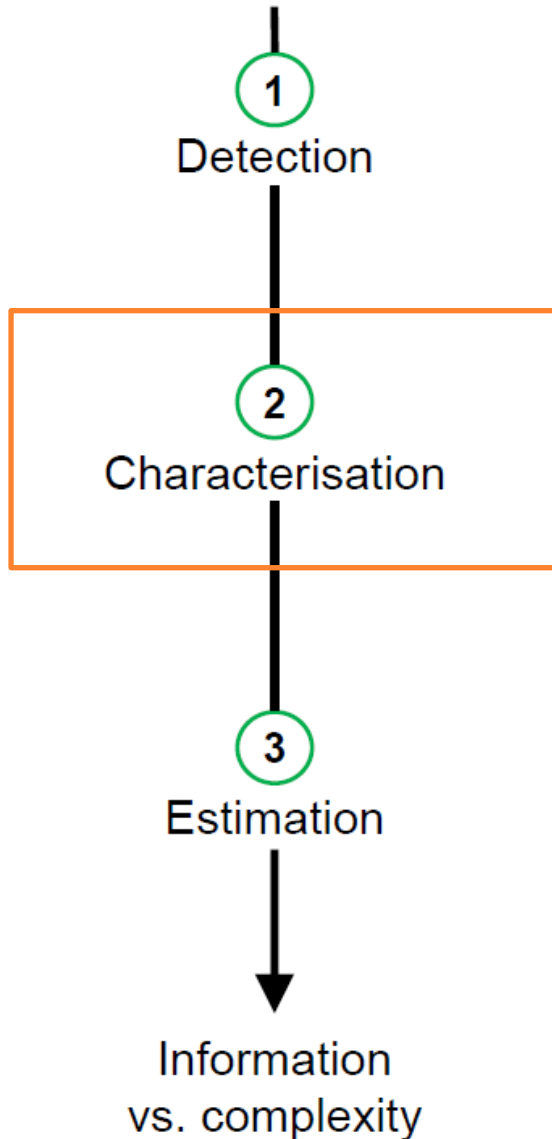 1
Detection
2
Characterisation
3
Estimation
Information
vs. complexity